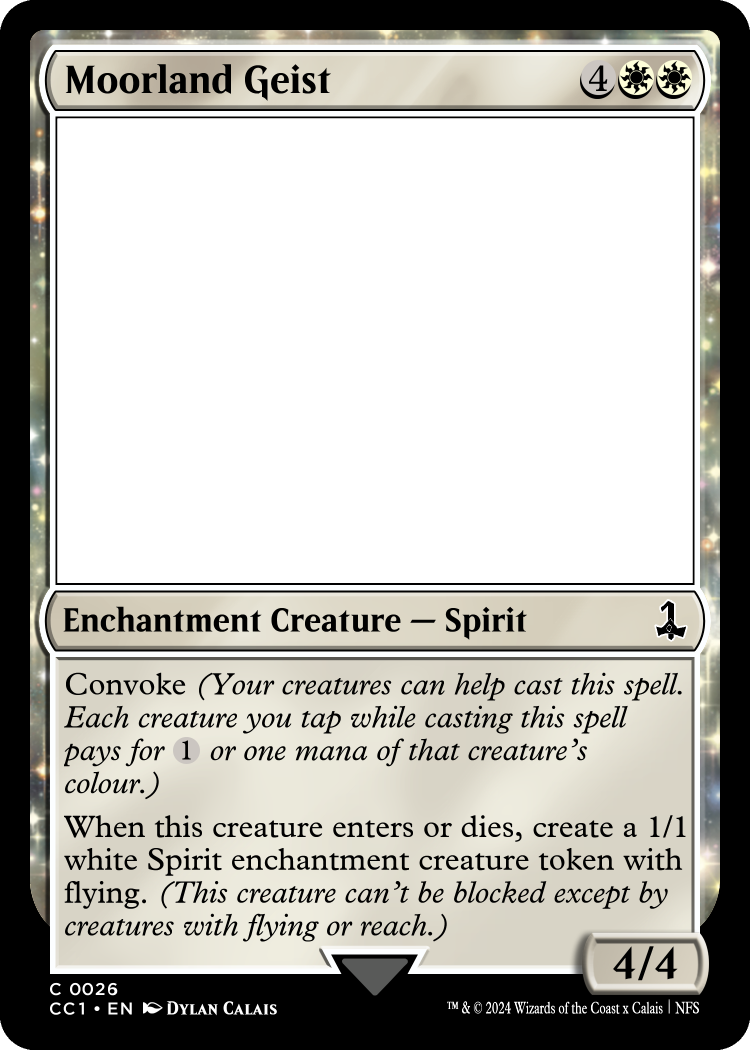 Moorland Geist 4
Enchantment Creature — Spirit
Convoke (Your creatures can help cast this spell.
Each creature you tap while casting this spell
pays for 1 or one mana of that creature's
colour.)
When this creature enters or dies, create a 1/1
white Spirit enchantment creature token with
flying. (This creature can't be blocked except by
creatures with flying or reach.)
4/4
C 0026
CC1 • EN Dylan Calais
™ & © 2024 Wizards of the Coast x Calais | NFS